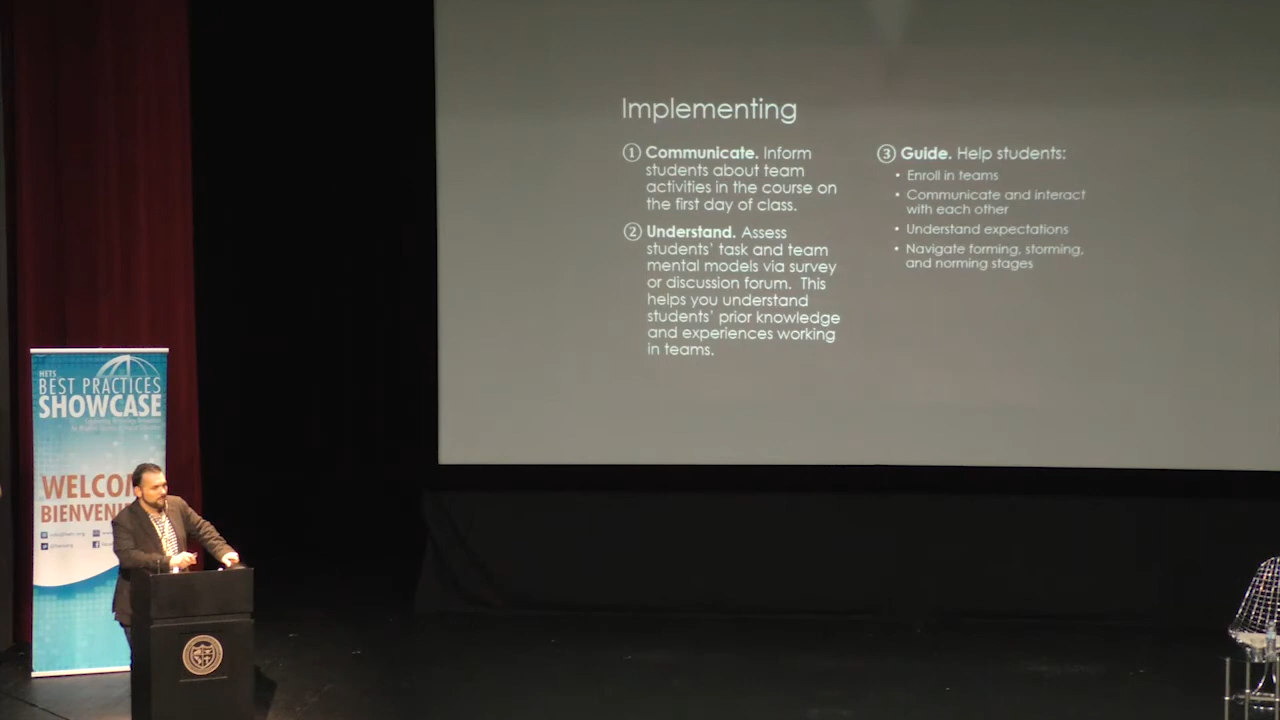 Implementing
① Communicate. Inform
students about team
activities in the course on
the first day of class.
② Understand. Assess
students' task and team
mental models via survey
or discussion forum. This
helps you understand
students' prior knowledge
and experiences working
in teams.
③ Guide. Help students:
• Enroll in teams
• Communicate and interact
with each other
• Understand expectations
• Navigate forming, storming,
and norming stages
HETS
BEST PRACTICES
SHOWCASE
WELCOM
BIENVENI